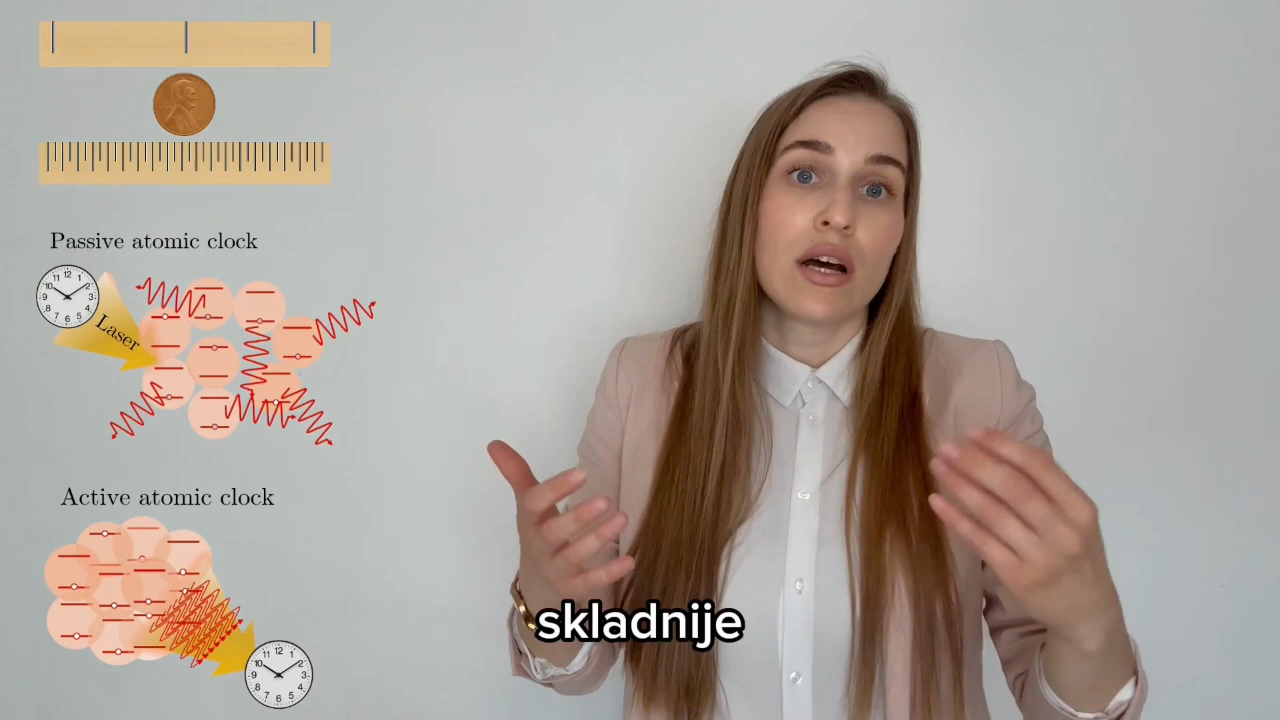 Passive atomic clock
Laser
Active atomic clock
skladnije